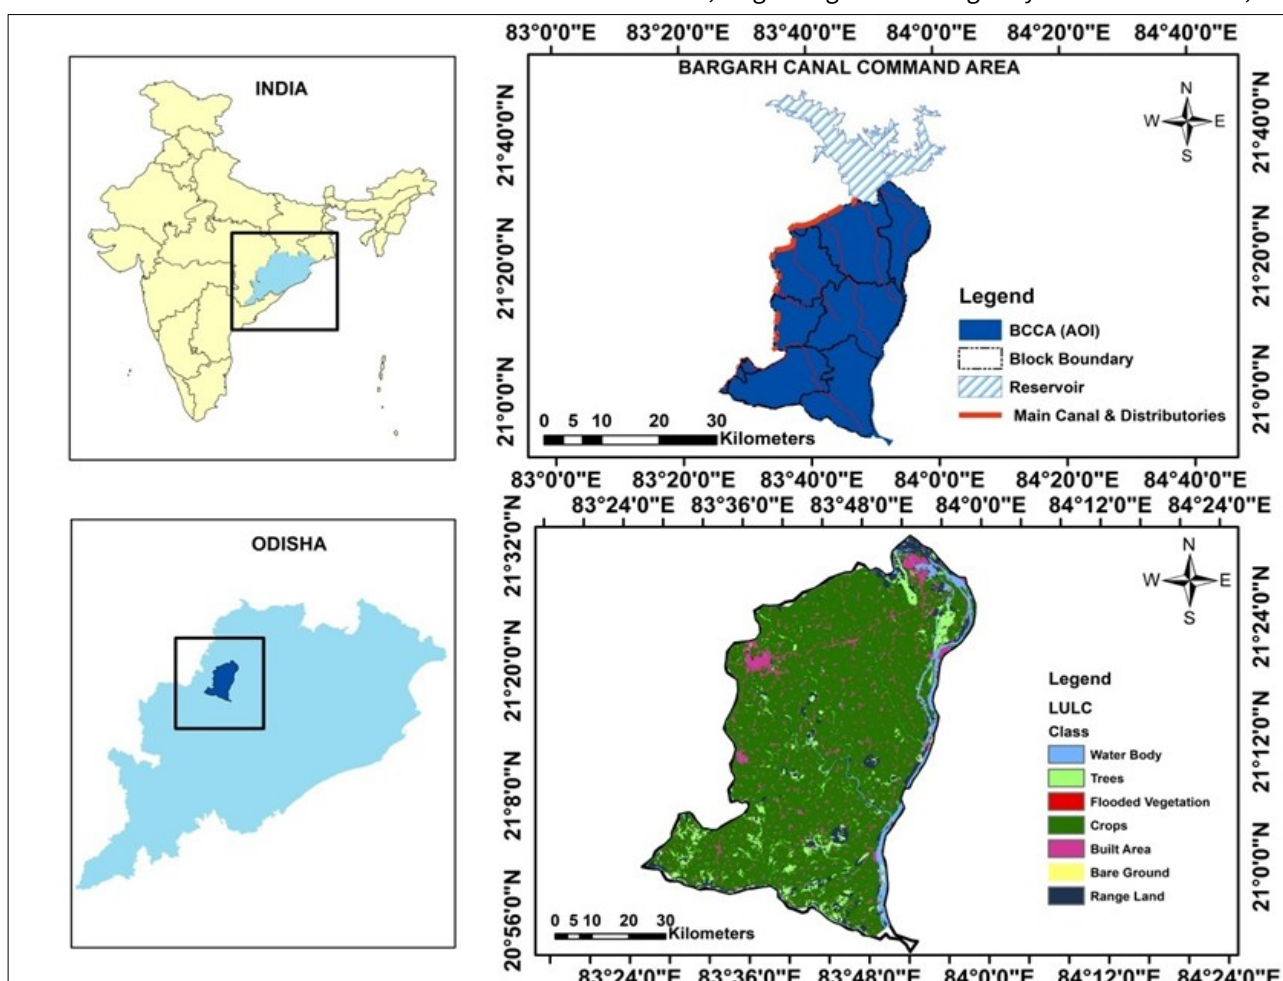 INDIA
83°0'0"E 83°20'0"E 83°40'0"E 84°0'0"E 84°20'0"E 84°40'0"E
BARGARH CANAL COMMAND AREA
N
W E
S
21°40'0"N 21°20'0"N 21°0'0"N
21°40'0"N 21°20'0"N 21°0'0"N
Legend
BCCA (AOI)
Block Boundary
Reservoir
Main Canal & Distributories
0 5 10 20 30
Kilometers
83°0'0"E 83°20'0"E 83°40'0"E 84°0'0"E 84°20'0"E 84°40'0"E
ODISHA
83°24'0"E 83°36'0"E 83°48'0"E 84°0'0"E 84°12'0"E 84°24'0"E
N
W E
S
21°32'0"N 21°20'0"N 21°8'0"N 20°56'0"N
21°24'0"N 21°12'0"N 21°0'0"N
Legend
LULC
Class
Water Body
Trees
Flooded Vegetation
Crops
Built Area
Bare Ground
Range Land
0 5 10 20 30
Kilometers
83°24'0"E 83°36'0"E 83°48'0"E 84°0'0"E 84°12'0"E 84°24'0"E